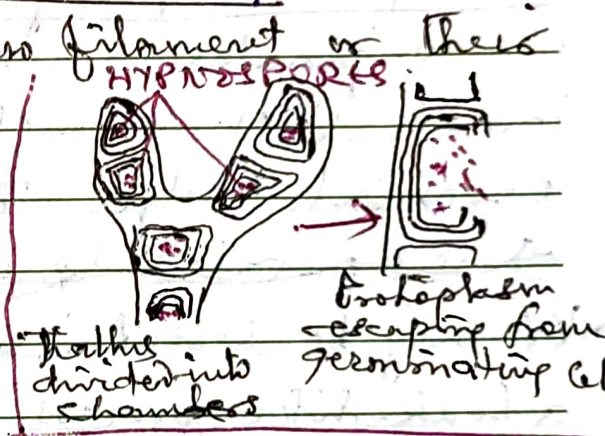 filament or their
HYPNOSPORES
Thallus
divided into
chambers
Protoplasm
escaping from
germinating